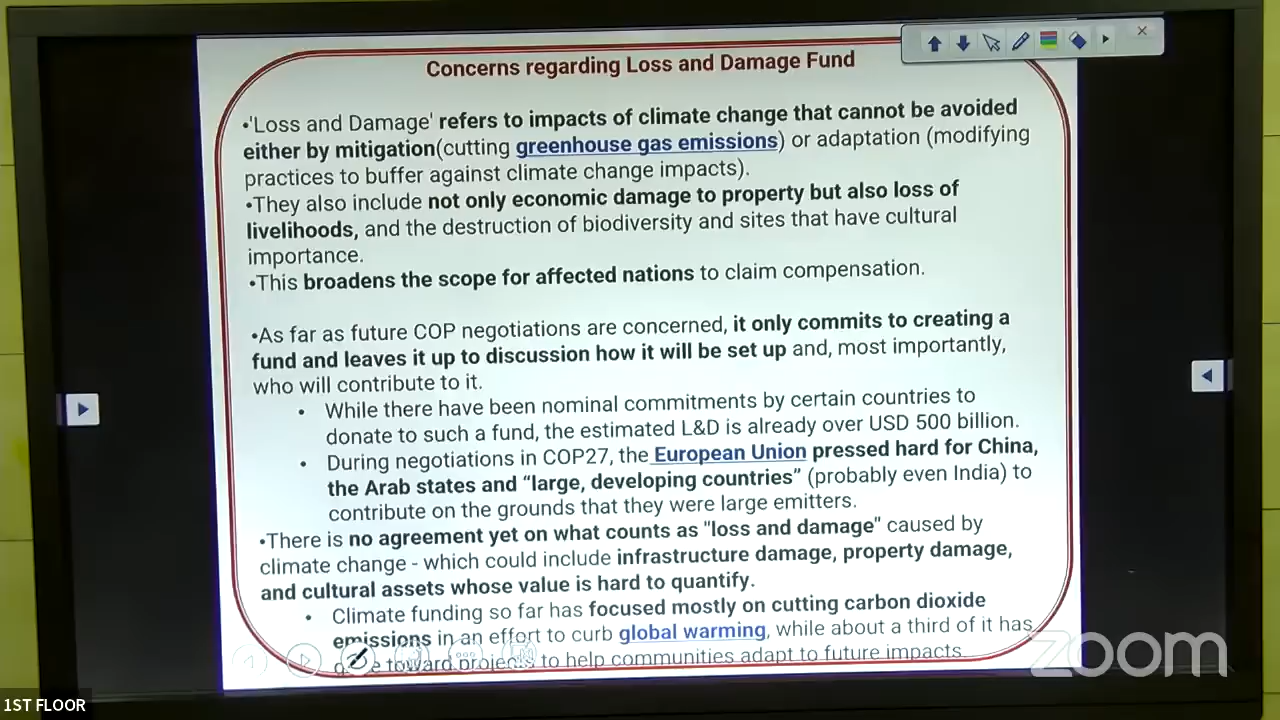 Concerns regarding Loss and Damage Fund
•'Loss and Damage' refers to impacts of climate change that cannot be avoided
either by mitigation(cutting greenhouse gas emissions) or adaptation (modifying
practices to buffer against climate change impacts).
•They also include not only economic damage to property but also loss of
livelihoods, and the destruction of biodiversity and sites that have cultural
importance.
•This broadens the scope for affected nations to claim compensation.
•As far as future COP negotiations are concerned, it only commits to creating a
fund and leaves it up to discussion how it will be set up and, most importantly,
who will contribute to it.
• While there have been nominal commitments by certain countries to
donate to such a fund, the estimated L&D is already over USD 500 billion.
• During negotiations in COP27, the European Union pressed hard for China,
the Arab states and “large, developing countries” (probably even India) to
contribute on the grounds that they were large emitters.
•There is no agreement yet on what counts as "loss and damage" caused by
climate change - which could include infrastructure damage, property damage,
and cultural assets whose value is hard to quantify.
• Climate funding so far has focused mostly on cutting carbon dioxide
emissions in an effort to curb global warming, while about a third of it has
toward projects to help communities adapt to future impacts.
zoom
1ST FLOOR